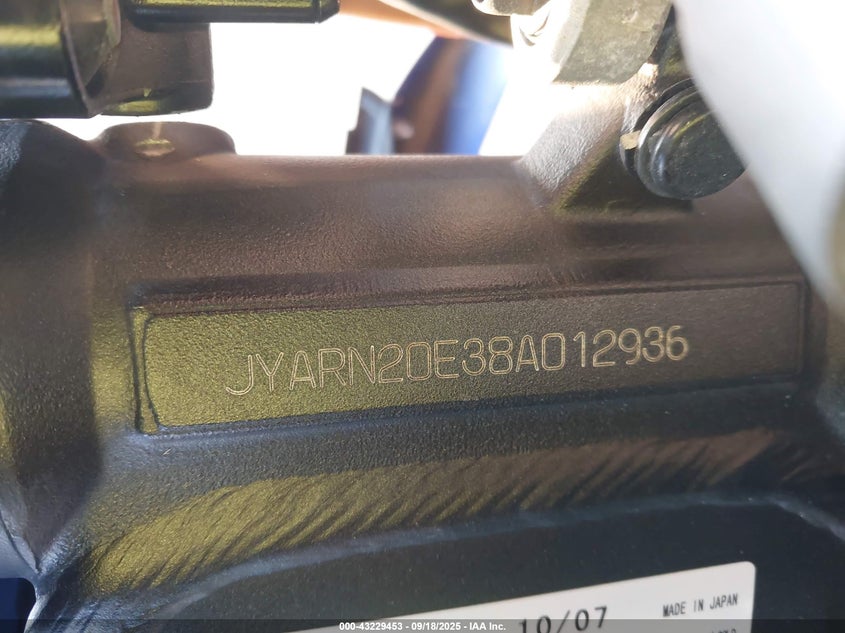 JYARN20E38A012936
10/07
MADE IN JAPAN
000-43229453 - 09/18/2025 - IAA Inc.